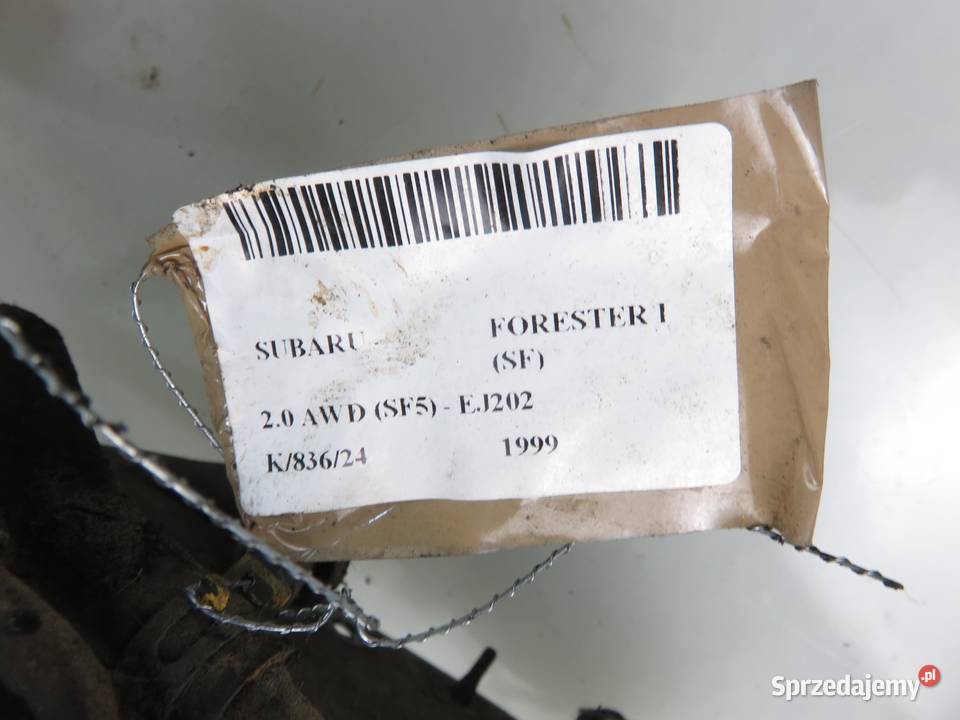 SUBARU FORESTER I
(SF)
2.0 AWD (SF5) - EJ202
K/836/24 1999
Sprzedajemy.pl